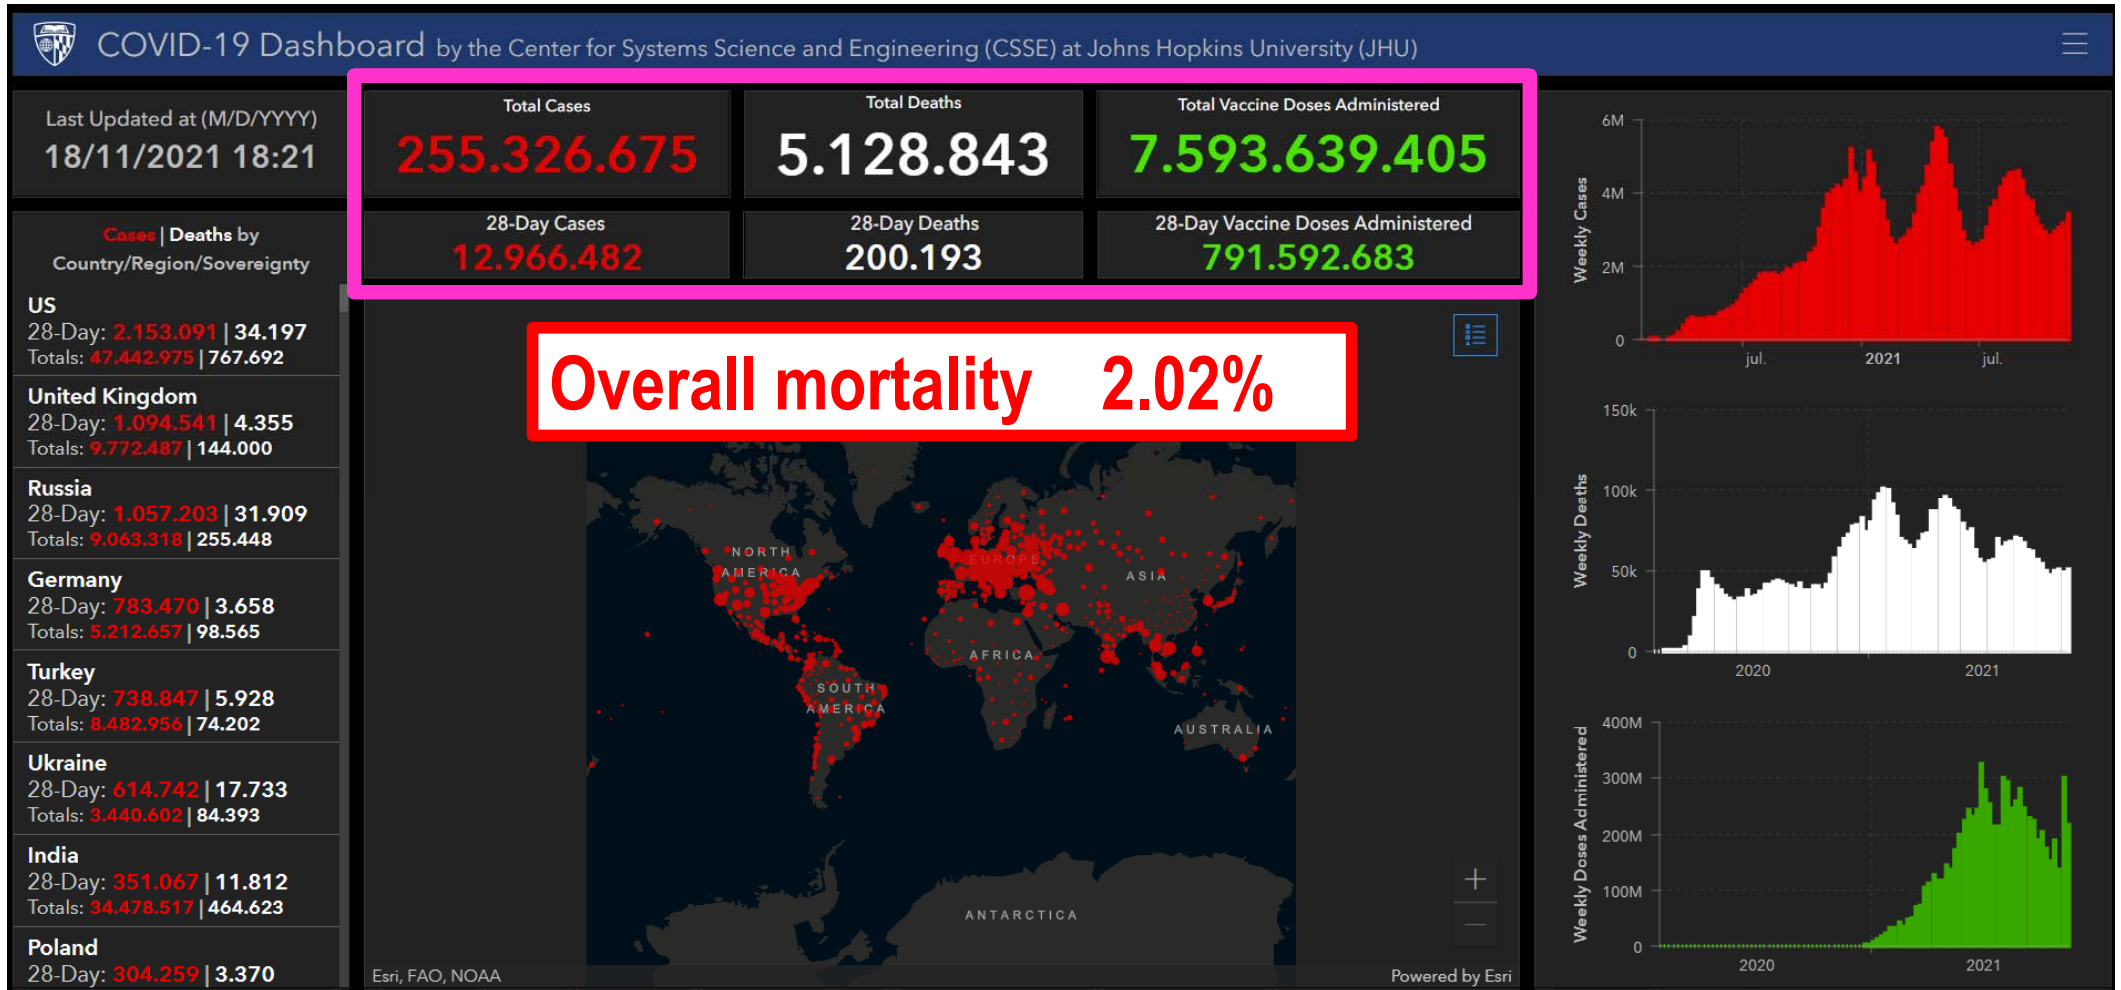 COVID-19 Dashboard by the Center for Systems Science and Engineering (CSSE) at Johns Hopkins University (JHU)
Last Updated at (M/D/YYYY)
18/11/2021 18:21
Total Cases
255.326.675
Total Deaths
5.128.843
Total Vaccine Doses Administered
7.593.639.405
28-Day Cases
12.966.482
28-Day Deaths
200.193
28-Day Vaccine Doses Administered
791.592.683
Cases | Deaths by
Country/Region/Sovereignty
US
28-Day: 2.153.091 | 34.197
Totals: 47.442.975 | 767.692
United Kingdom
28-Day: 1.094.541 | 4.355
Totals: 9.772.487 | 144.000
Russia
28-Day: 1.057.203 | 31.909
Totals: 9.063.318 | 255.448
Germany
28-Day: 783.470 | 3.658
Totals: 5.212.657 | 98.565
Turkey
28-Day: 738.847 | 5.928
Totals: 8.482.956 | 74.202
Ukraine
28-Day: 614.742 | 17.733
Totals: 3.440.602 | 84.393
India
28-Day: 351.067 | 11.812
Totals: 34.478.517 | 464.623
Poland
28-Day: 304.259 | 3.370
Overall mortality 2.02%
NORTH
AMERICA
EUROPE
ASIA
AFRICA
SOUTH
AMERICA
AUSTRALIA
ANTARCTICA
Esri, FAO, NOAA
Powered by Esri
Weekly Cases
6M
4M
2M
0
jul.
2021
jul.
Weekly Deaths
150k
100k
50k
0
2020
2021
Weekly Doses Administered
400M
300M
200M
100M
0
2020
2021